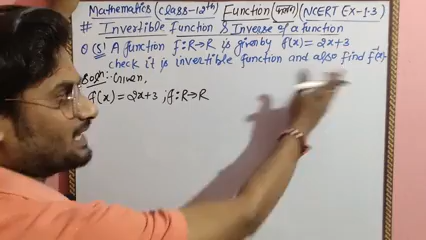 Mathematics (CLASS-12th) Function (फलन) (NCERT EX-1.3)
# Invertible Function & Inverse of a function
Q (5) A function f:R→R is given by f(x) = 2x+3
check it is invertible function and also find
Soln:- Given,
f(x) = 2x+3 ; f:R→R